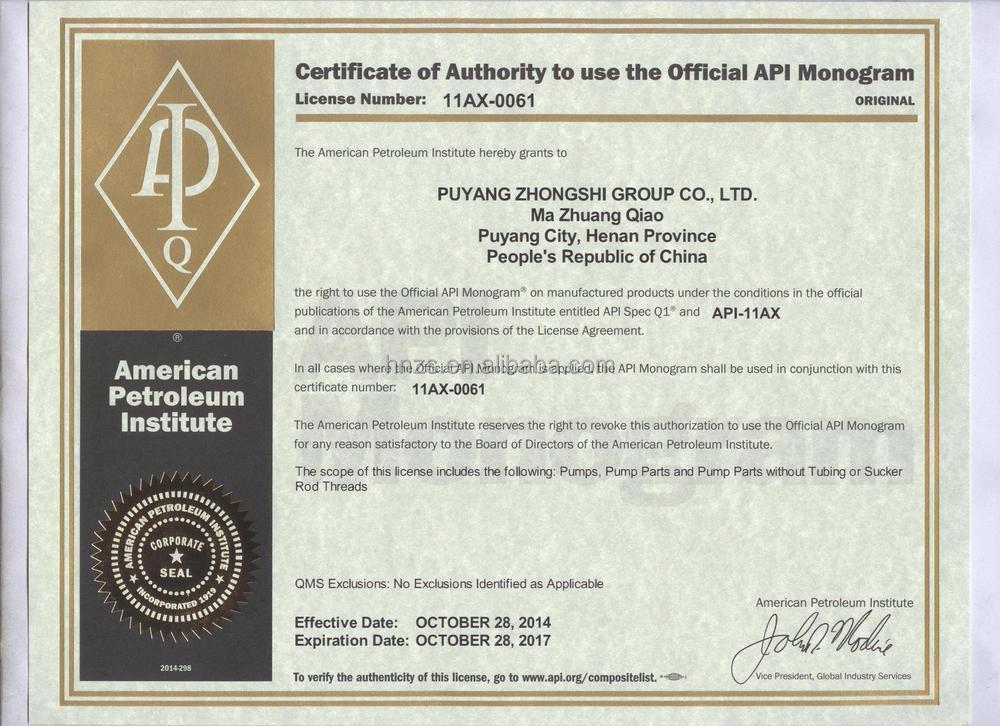 Certificate of Authority to use the Official API Monogram
License Number: 11AX-0061
ORIGINAL
The American Petroleum Institute hereby grants to
PUYANG ZHONGSHI GROUP CO., LTD.
Ma Zhuang Qiao
Puyang City, Henan Province
People's Republic of China
the right to use the Official API Monogram® on manufactured products under the conditions in the official
publications of the American Petroleum Institute entitled API Spec Q1® and API-11AX
and in accordance with the provisions of the License Agreement.
In all cases where the Official API Monogram is applied, the API Monogram shall be used in conjunction with this
certificate number: 11AX-0061
hnzc.en.alibaba.com
The American Petroleum Institute reserves the right to revoke this authorization to use the Official API Monogram
for any reason satisfactory to the Board of Directors of the American Petroleum Institute.
The scope of this license includes the following: Pumps, Pump Parts and Pump Parts without Tubing or Sucker
Rod Threads
QMS Exclusions: No Exclusions Identified as Applicable
Effective Date: OCTOBER 28, 2014
Expiration Date: OCTOBER 28, 2017
To verify the authenticity of this license, go to www.api.org/compositelist.
American Petroleum Institute
Vice President, Global Industry Services
API
Q
®
American
Petroleum
Institute
AMERICAN PETROLEUM INSTITUTE
CORPORATE
SEAL
INCORPORATED 1919
2014-298
Monogram